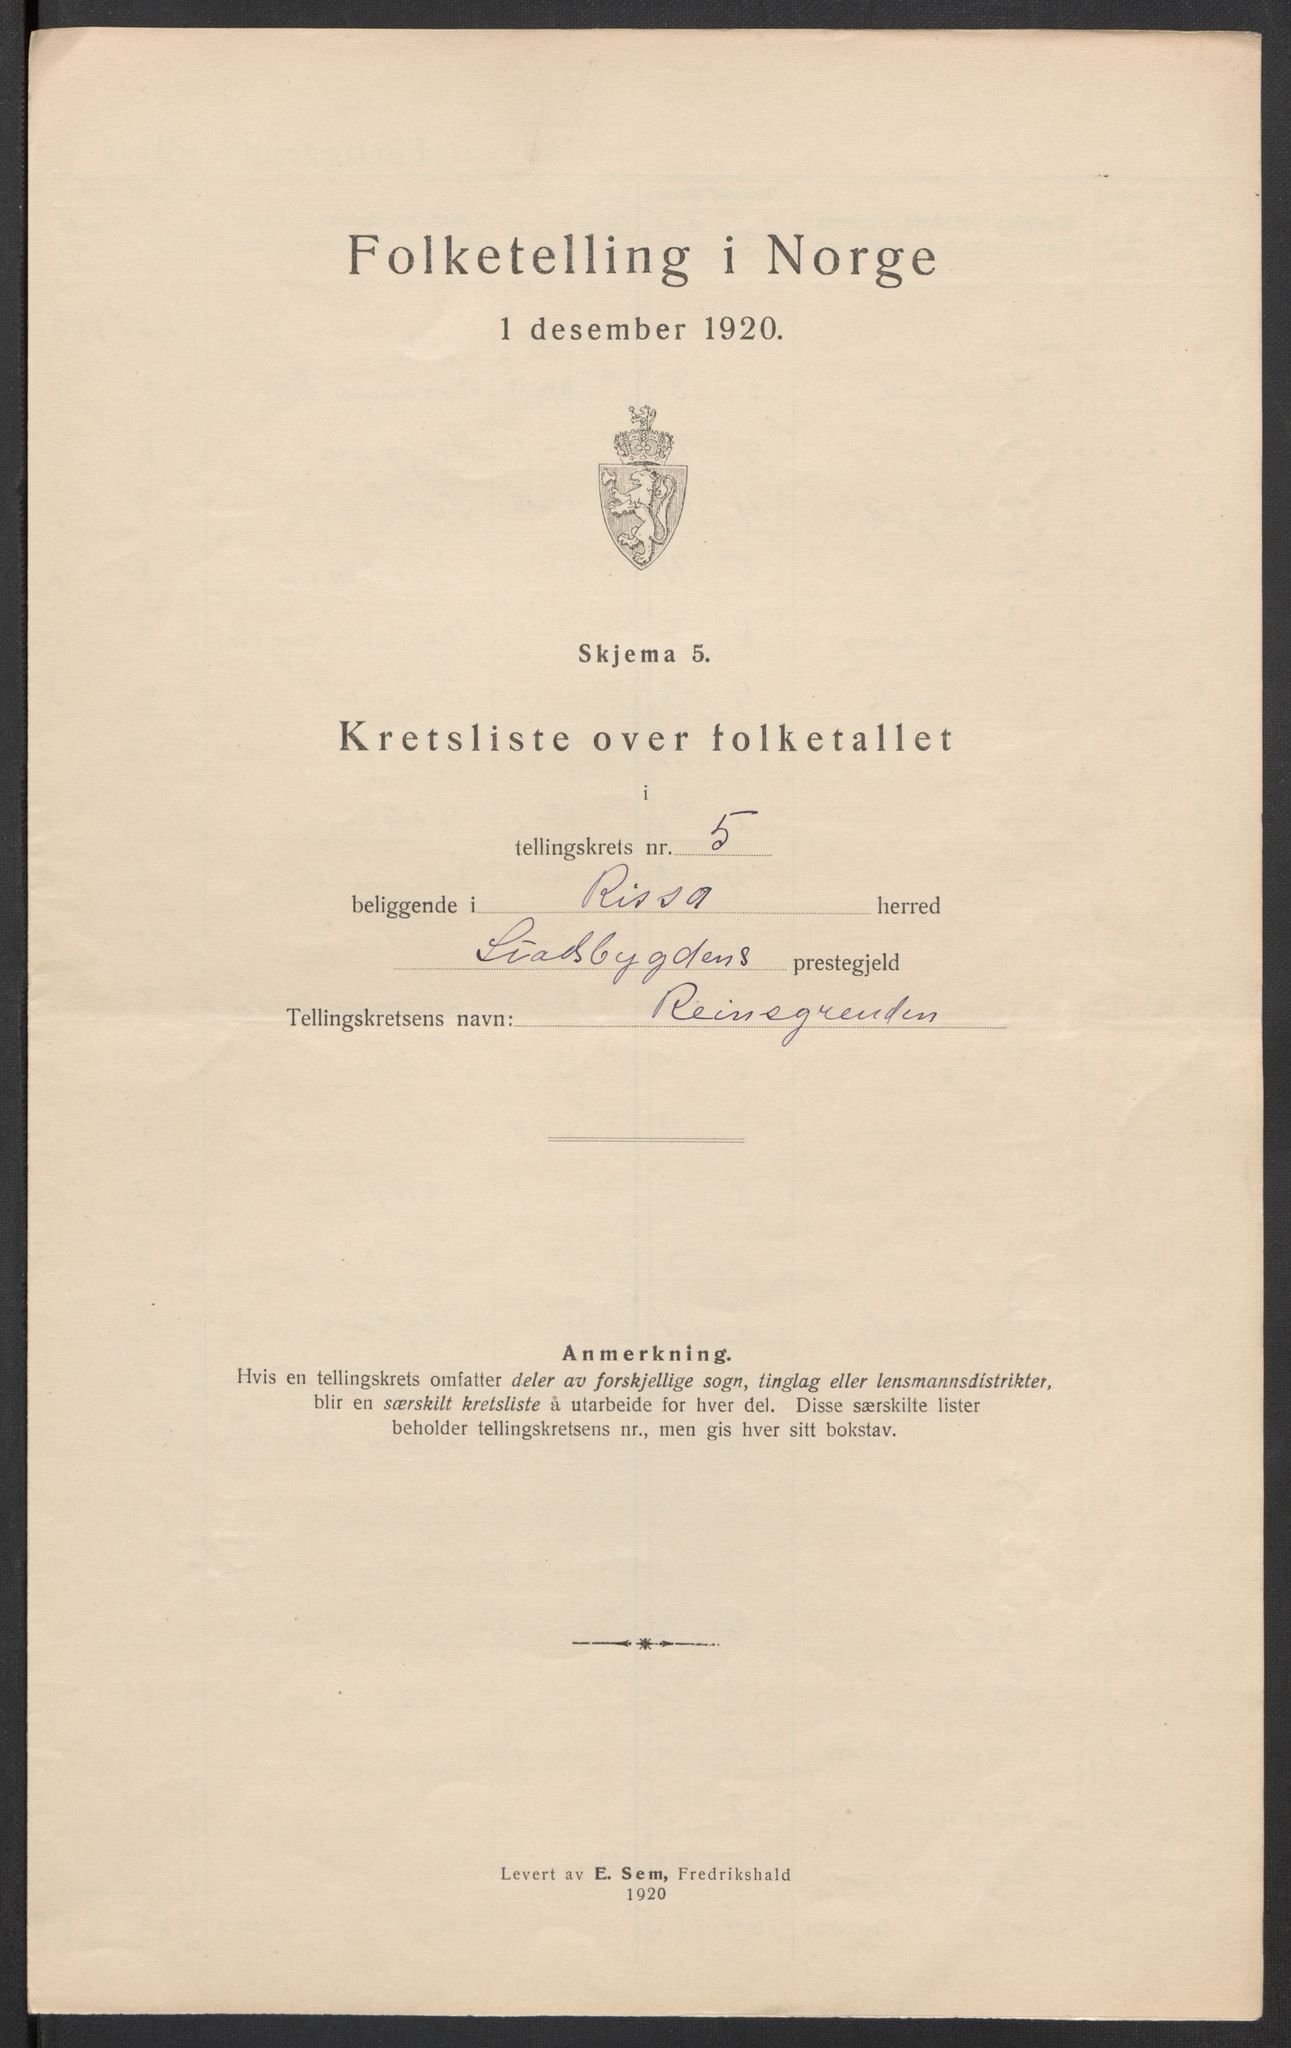 Folketelling i Norge
1 desember 1920.
Skjema 5.
Kretsliste over folketallet
i
tellingskrets nr. 5
beliggende i Rissa herred
Stadsbygdens prestegjeld
Tellingskretsens navn: Reinsgrenden
Anmerkning.
Hvis en tellingskrets omfatter deler av forskjellige sogn, tinglag eller lensmannsdistrikter,
blir en særskilt kretsliste å utarbeide for hver del. Disse særskilte lister
beholder tellingskretsens nr., men gis hver sitt bokstav.
Levert av E. Sem, Fredrikshald
1920